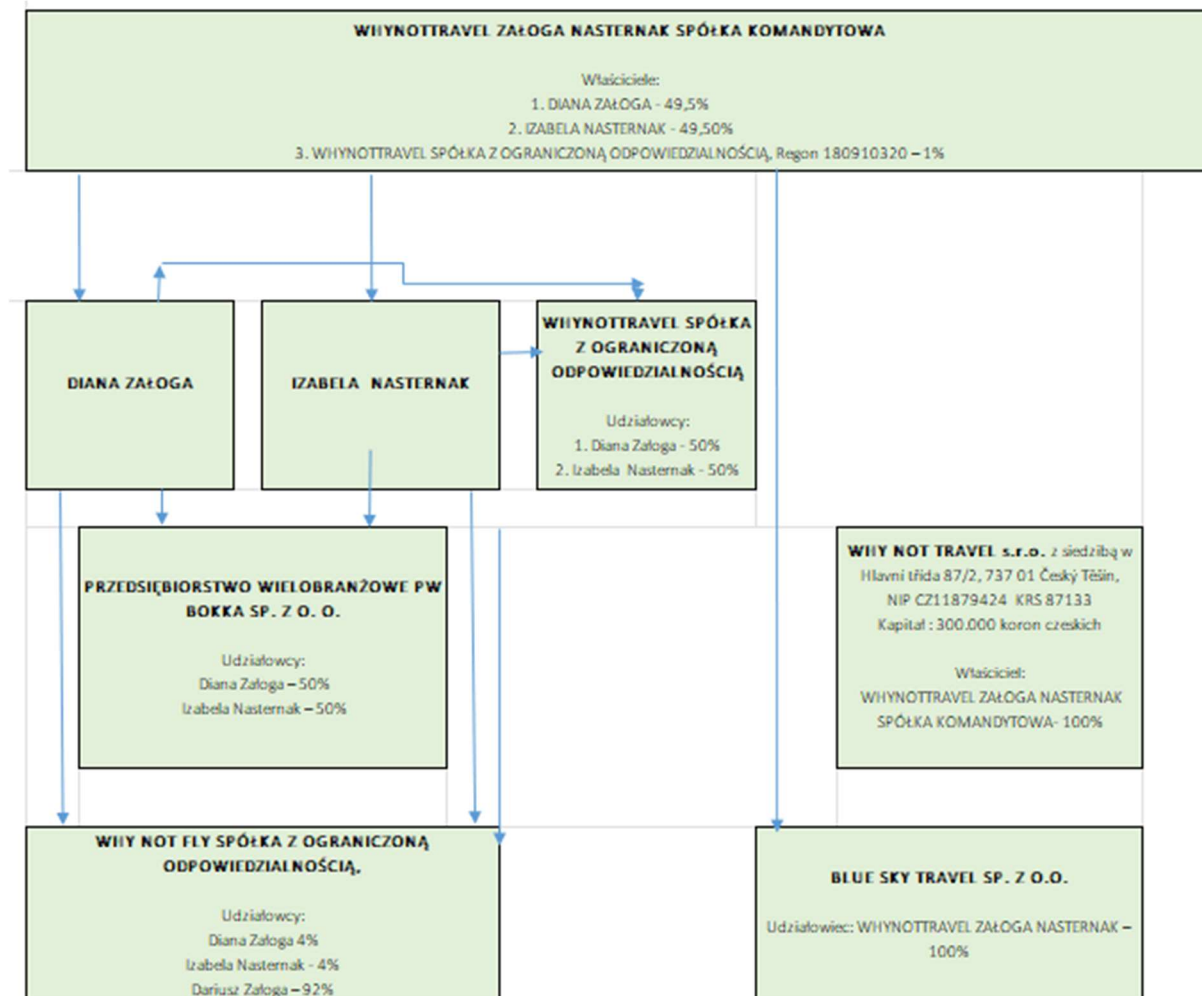 WHYNOTTRAVEL ZAŁOGA NASTERNAK SPÓŁKA KOMANDYTOWA
Właściciele:
1. DIANA ZAŁOGA - 49,5%
2. IZABELA NASTERNAK - 49,50%
3. WHYNOTTRAVEL SPÓŁKA Z OGRANICZONĄ ODPOWIEDZIALNOŚCIĄ, Regon 180910320 – 1%
DIANA ZAŁOGA
IZABELA NASTERNAK
WHYNOTTRAVEL SPÓŁKA
Z OGRANICZONĄ
ODPOWIEDZIALNOŚCIĄ
Udziałowcy:
1. Diana Załoga - 50%
2. Izabela Nasternak - 50%
PRZEDSIĘBIORSTWO WIELOBRANŻOWE PW
BOKKA SP. Z O. O.
Udziałowcy:
Diana Załoga – 50%
Izabela Nasternak – 50%
WHY NOT TRAVEL s.r.o. z siedzibą w
Hlavní třída 87/2, 737 01 Český Těšín,
NIP CZ11879424 KRS 87133
Kapitał : 300.000 koron czeskich
Właściciel:
WHYNOTTRAVEL ZAŁOGA NASTERNAK
SPÓŁKA KOMANDYTOWA- 100%
WHY NOT FLY SPÓŁKA Z OGRANICZONĄ
ODPOWIEDZIALNOŚCIĄ,
Udziałowcy:
Diana Załoga 4%
Izabela Nasternak - 4%
Dariusz Załoga – 92%
BLUE SKY TRAVEL SP. Z O.O.
Udziałowiec: WHYNOTTRAVEL ZAŁOGA NASTERNAK –
100%